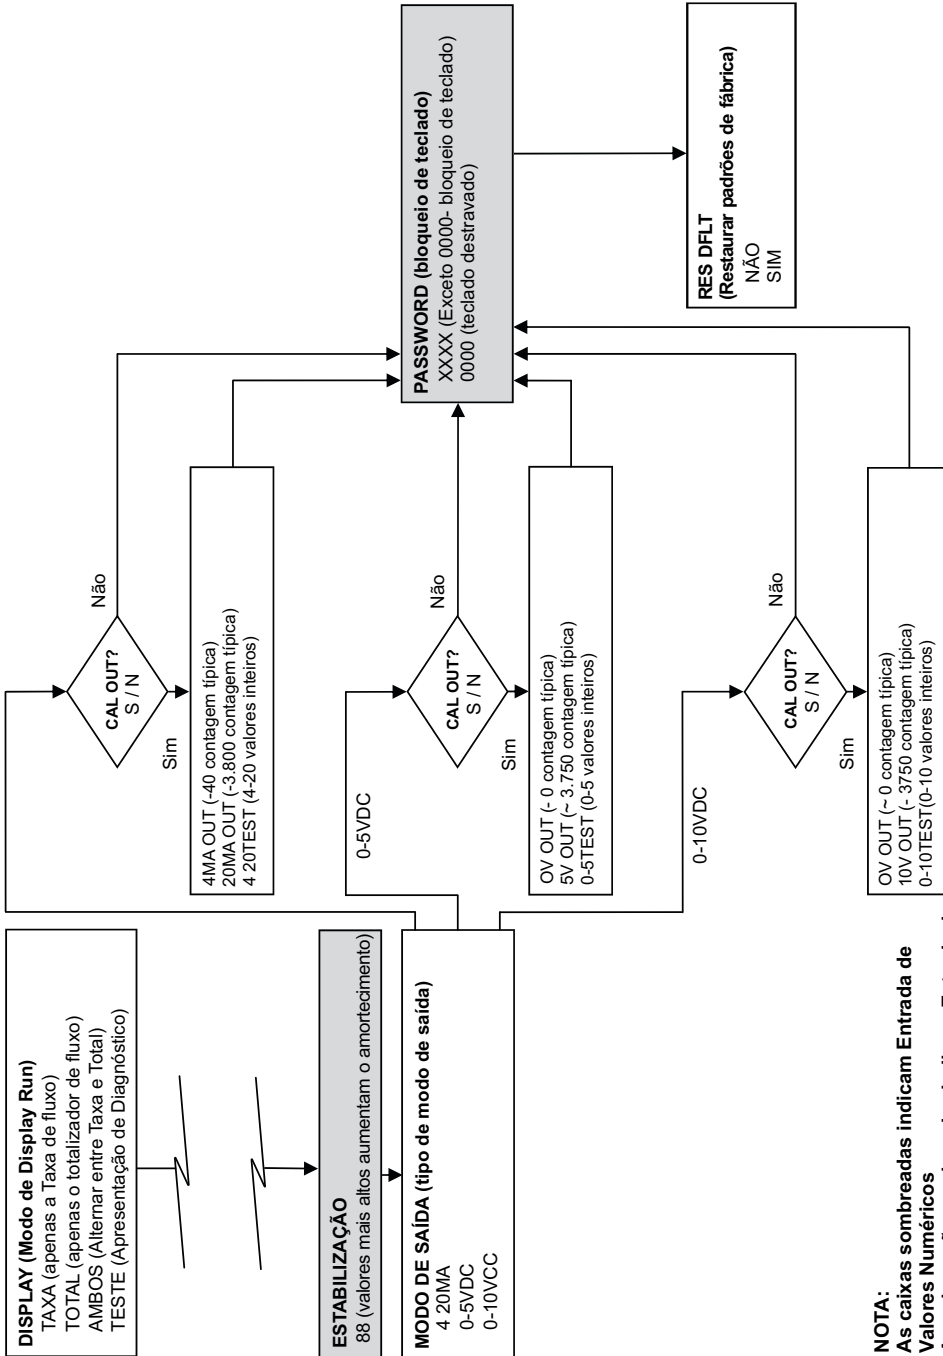 DISPLAY (Modo de Display Run)
TAXA (apenas a Taxa de fluxo)
TOTAL (apenas o totalizador de fluxo)
AMBOS (Alternar entre Taxa e Total)
TESTE (Apresentação de Diagnóstico)
ESTABILIZAÇÃO
88 (valores mais altos aumentam o amortecimento)
MODO DE SAÍDA (tipo de modo de saída)
4 20MA
0-5VDC
0-10VCC
CAL OUT?
S / N
Não
Sim
4MA OUT (-40 contagem típica)
20MA OUT (-3.800 contagem típica)
4 20TEST (4-20 valores inteiros)
0-5VDC
CAL OUT?
S / N
Não
Sim
OV OUT (- 0 contagem típica)
5V OUT (~ 3.750 contagem típica)
0-5TEST (0-5 valores inteiros)
0-10VDC
CAL OUT?
S / N
Não
Sim
OV OUT (~ 0 contagem típica)
10V OUT (- 3750 contagem típica)
0-10TEST(0-10 valores inteiros)
PASSWORD (bloqueio de teclado)
XXXX (Exceto 0000- bloqueio de teclado)
0000 (teclado destravado)
RES DFLT
(Restaurar padrões de fábrica)
NÃO
SIM
NOTA:
As caixas sombreadas indicam Entrada de
Valores Numéricos